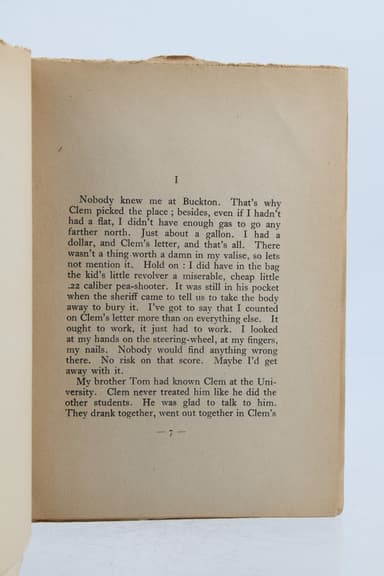 I
Nobody knew me at Buckton. That's why
Clem picked the place ; besides, even if I hadn't
had a flat, I didn't have enough gas to go any
farther north. Just about a gallon. I had a
dollar, and Clem's letter, and that's all. There
wasn't a thing worth a damn in my valise, so lets
not mention it. Hold on : I did have in the bag
the kid's little revolver a miserable, cheap little
.22 caliber pea-shooter. It was still in his pocket
when the sheriff came to tell us to take the body
away to bury it. I've got to say that I counted
on Clem's letter more than on everything else. It
ought to work, it just had to work. I looked
at my hands on the steering-wheel, at my fingers,
my nails. Nobody would find anything wrong
there. No risk on that score. Maybe I'd get
away with it.
My brother Tom had known Clem at the Uni-
versity. Clem never treated him like he did the
other students. He was glad to talk to him.
They drank together, went out together in Clem's
— 7 —